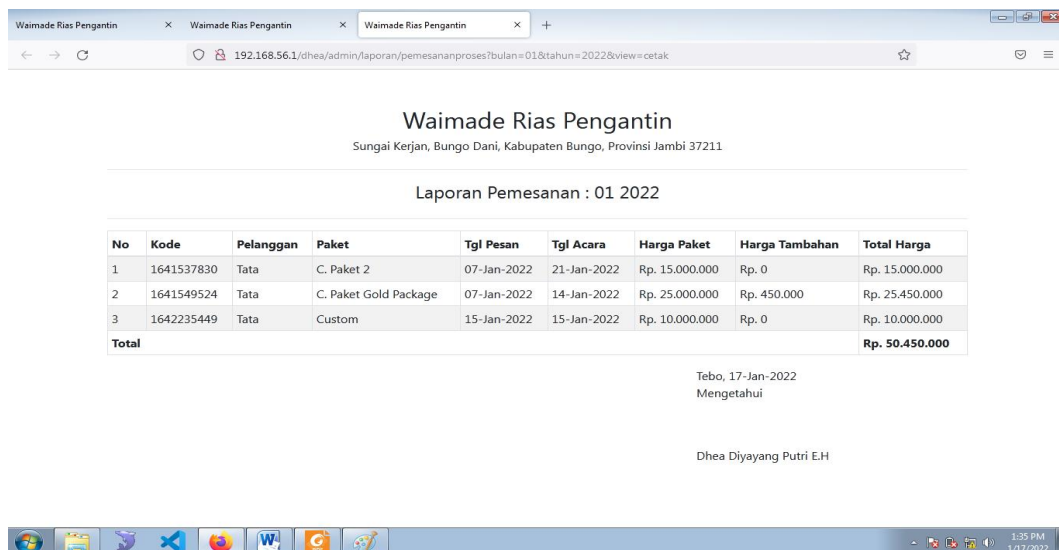 Waimade Rias Pengantin Waimade Rias Pengantin Waimade Rias Pengantin
192.168.56.1/dhea/admin/laporan/pemesananproses?bulan=01&tahun=2022&view=cetak
Waimade Rias Pengantin
Sungai Kerjan, Bungo Dani, Kabupaten Bungo, Provinsi Jambi 37211
Laporan Pemesanan : 01 2022
No Kode Pelanggan Paket Tgl Pesan Tgl Acara Harga Paket Harga Tambahan Total Harga
1 1641537830 Tata C. Paket 2 07-Jan-2022 21-Jan-2022 Rp. 15.000.000 Rp. 0 Rp. 15.000.000
2 1641549524 Tata C. Paket Gold Package 07-Jan-2022 14-Jan-2022 Rp. 25.000.000 Rp. 450.000 Rp. 25.450.000
3 1642235449 Tata Custom 15-Jan-2022 15-Jan-2022 Rp. 10.000.000 Rp. 0 Rp. 10.000.000
Total Rp. 50.450.000
Tebo, 17-Jan-2022
Mengetahui
Dhea Diyayang Putri E.H
1:35 PM
1/17/2022